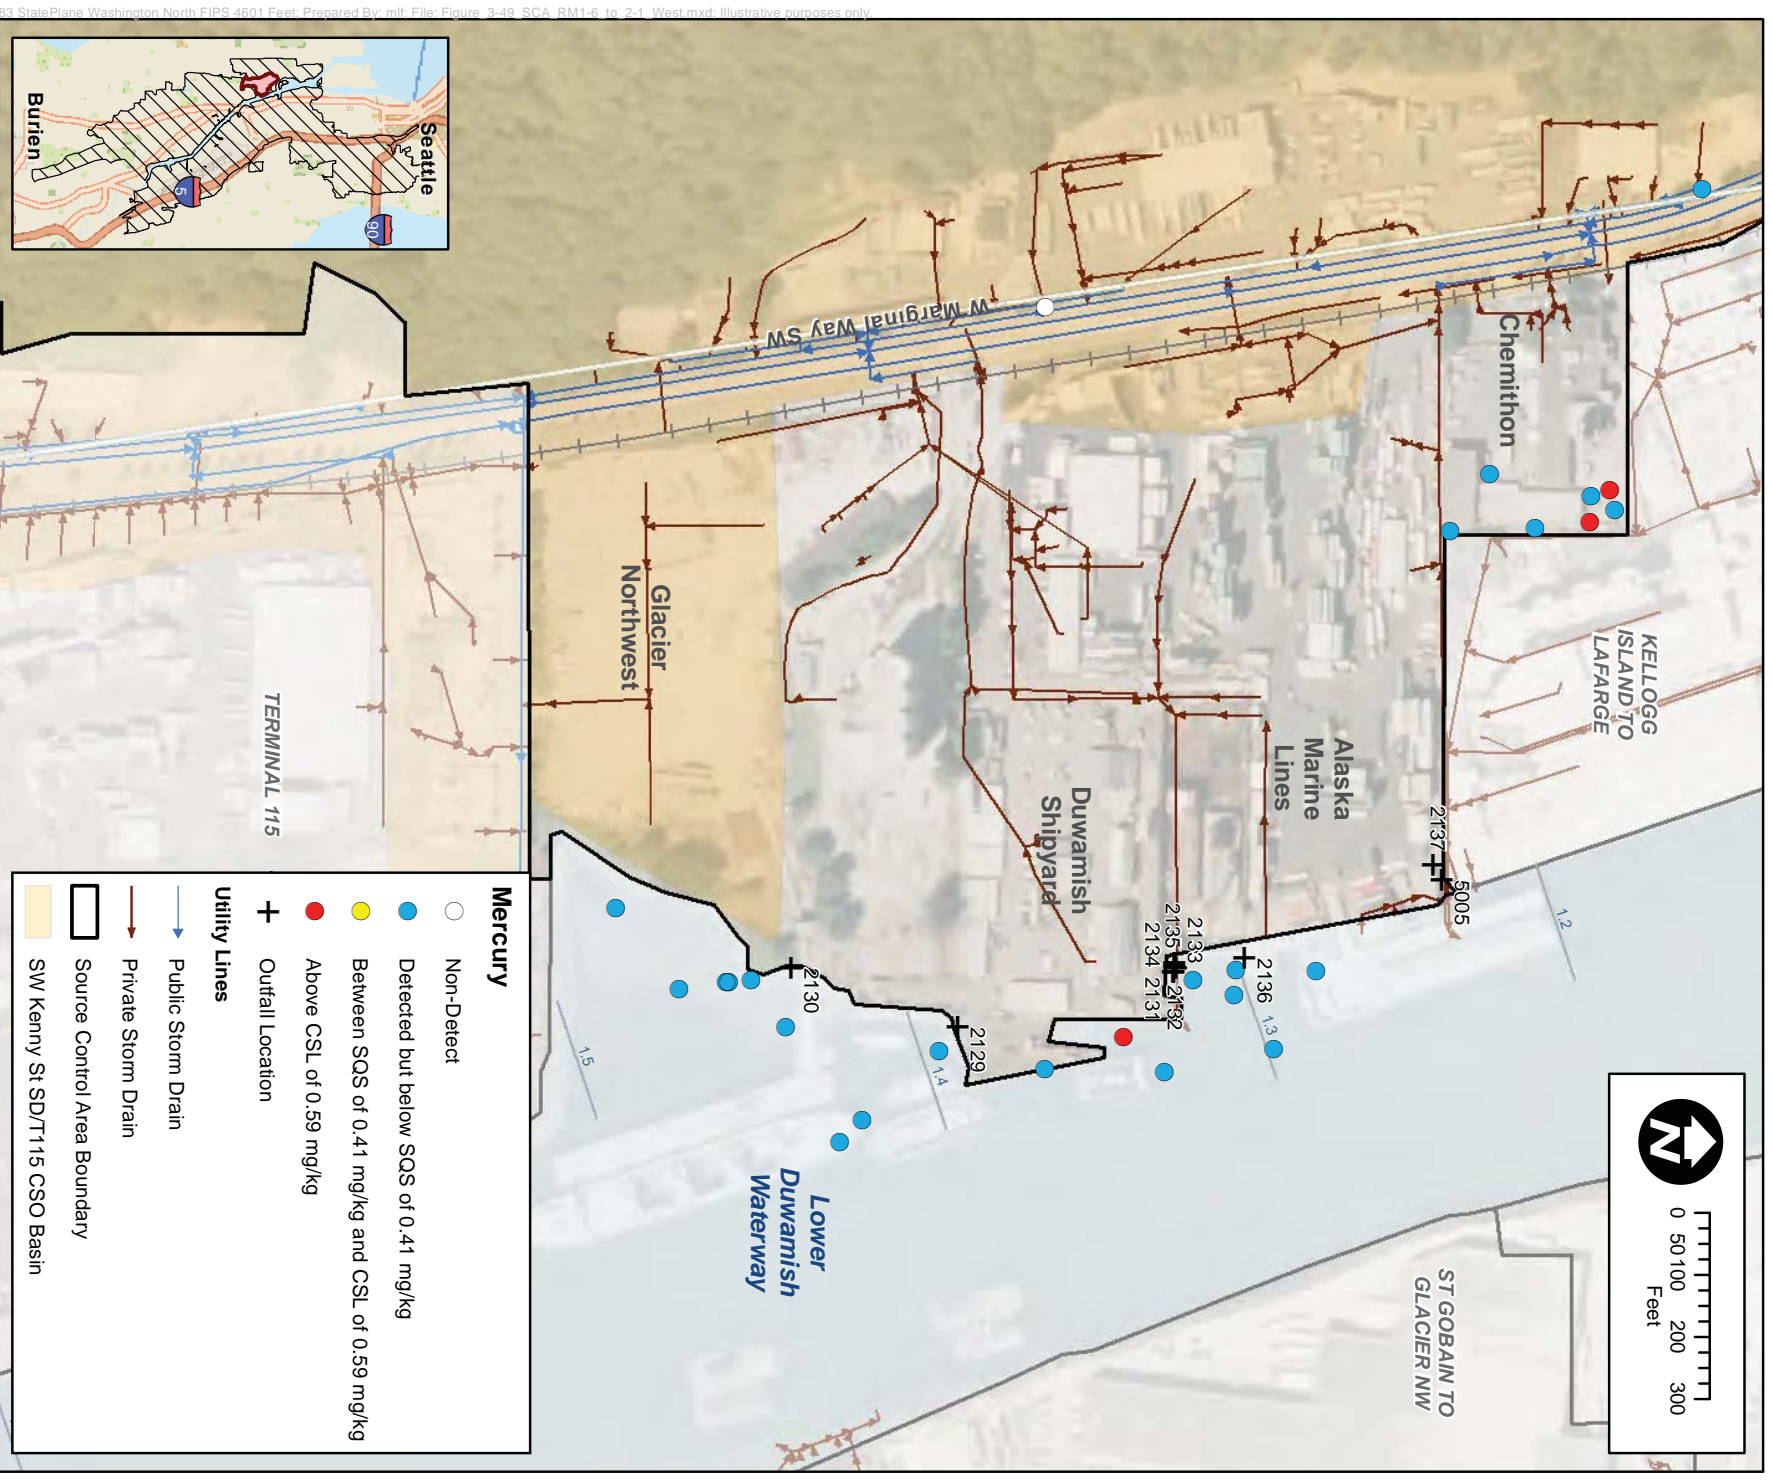 83 StatePlane Washington North FIPS 4601 Feet; Prepared By: mlf; File: Figure_3-49_SCA_RM1-6_to_2-1_West.mxd; Illustrative purposes only.
Seattle
Burien
5
90
W Marginal Way SW
Chemithon
KELLOGG
ISLAND TO
LAFARGE
Glacier
Northwest
TERMINAL 115
Alaska
Marine
Lines
Duwamish
Shipyard
2137
5005
2133
2135
2134
2136
2132
2131
2130
2129
1.2
1.3
1.4
1.5
Lower
Duwamish
Waterway
ST GOBAIN TO
GLACIER NW
N
0 50 100 200 300
Feet
Mercury
Non-Detect
Detected but below SQS of 0.41 mg/kg
Between SQS of 0.41 mg/kg and CSL of 0.59 mg/kg
Above CSL of 0.59 mg/kg
Outfall Location
Utility Lines
Public Storm Drain
Private Storm Drain
Source Control Area Boundary
SW Kenny St SD/T115 CSO Basin